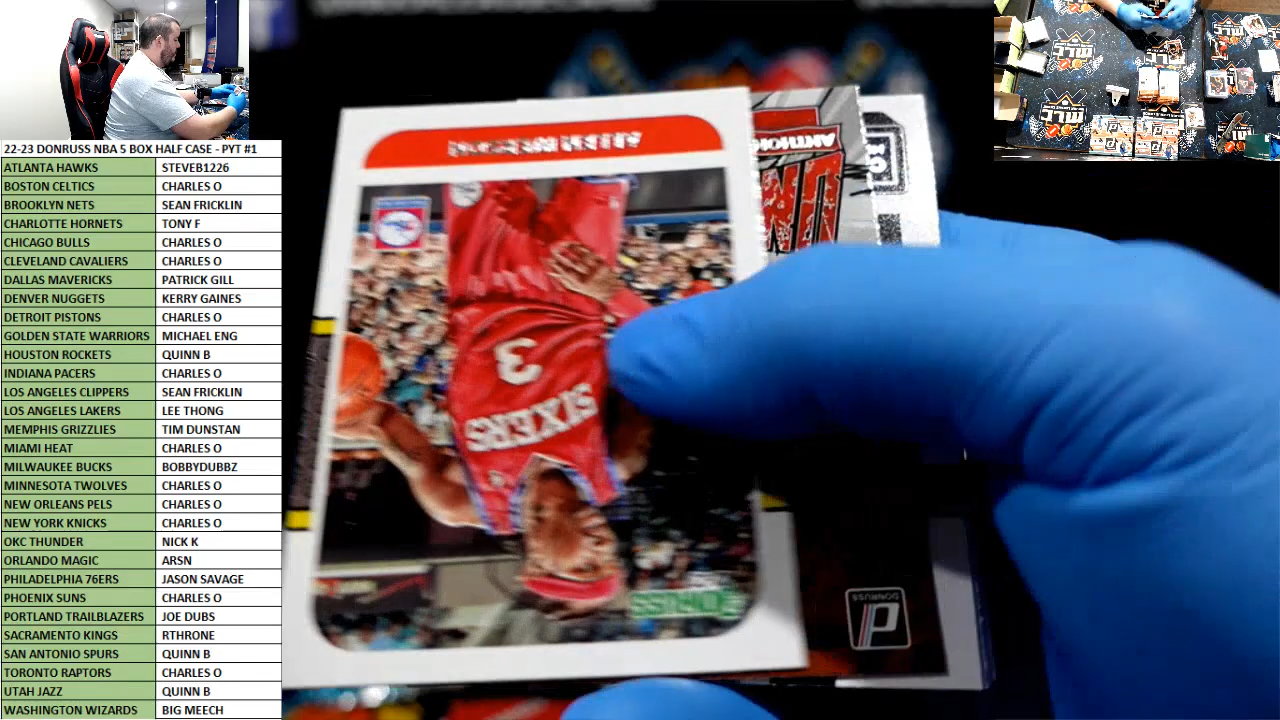 22-23 DONRUSS NBA 5 BOX HALF CASE - PYT #1
ATLANTA HAWKS STEVEB1226
BOSTON CELTICS CHARLES O
BROOKLYN NETS SEAN FRICKLIN
CHARLOTTE HORNETS TONY F
CHICAGO BULLS CHARLES O
CLEVELAND CAVALIERS CHARLES O
DALLAS MAVERICKS PATRICK GILL
DENVER NUGGETS KERRY GAINES
DETROIT PISTONS CHARLES O
GOLDEN STATE WARRIORS MICHAEL ENG
HOUSTON ROCKETS QUINN B
INDIANA PACERS CHARLES O
LOS ANGELES CLIPPERS SEAN FRICKLIN
LOS ANGELES LAKERS LEE THONG
MEMPHIS GRIZZLIES TIM DUNSTAN
MIAMI HEAT CHARLES O
MILWAUKEE BUCKS BOBBYDUBBZ
MINNESOTA TWOLVES CHARLES O
NEW ORLEANS PELS CHARLES O
NEW YORK KNICKS CHARLES O
OKC THUNDER NICK K
ORLANDO MAGIC ARSN
PHILADELPHIA 76ERS JASON SAVAGE
PHOENIX SUNS CHARLES O
PORTLAND TRAILBLAZERS JOE DUBS
SACRAMENTO KINGS RTHRONE
SAN ANTONIO SPURS QUINN B
TORONTO RAPTORS CHARLES O
UTAH JAZZ QUINN B
WASHINGTON WIZARDS BIG MEECH
ANTHON
3
SIXERS
DONRUSS